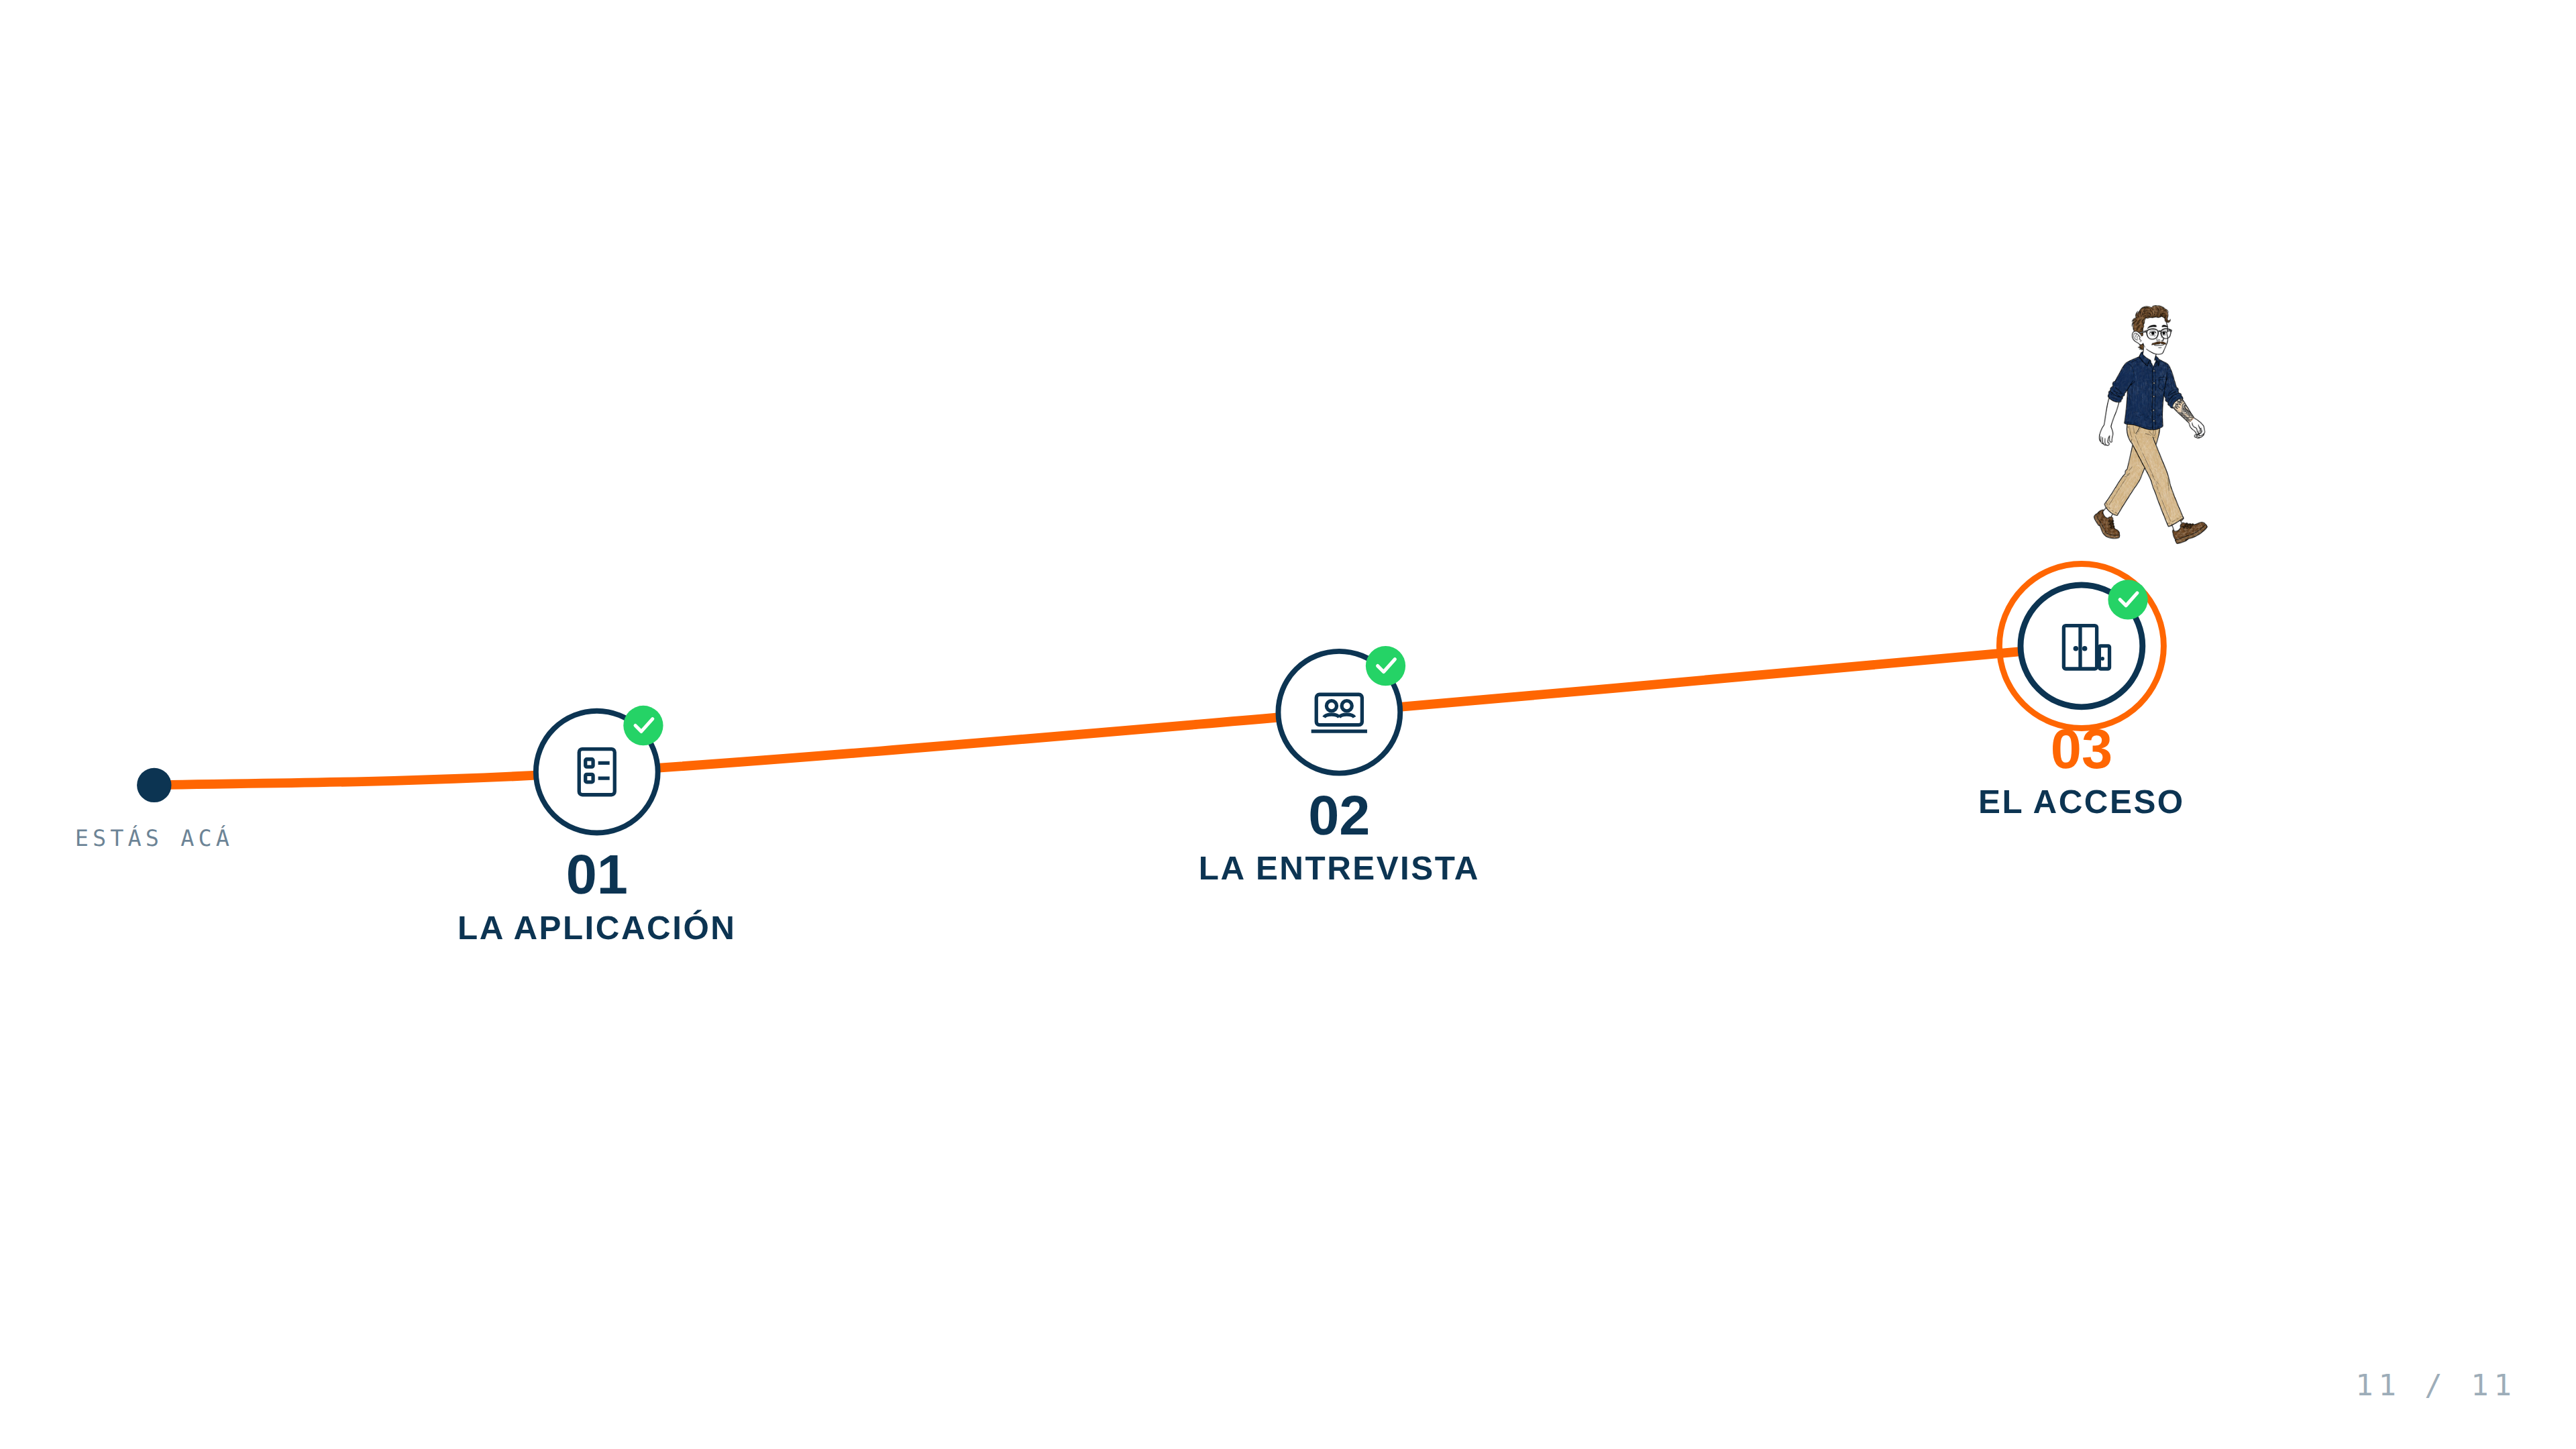 ESTÁS ACÁ
01
LA APLICACIÓN
02
LA ENTREVISTA
03
EL ACCESO
11 / 11